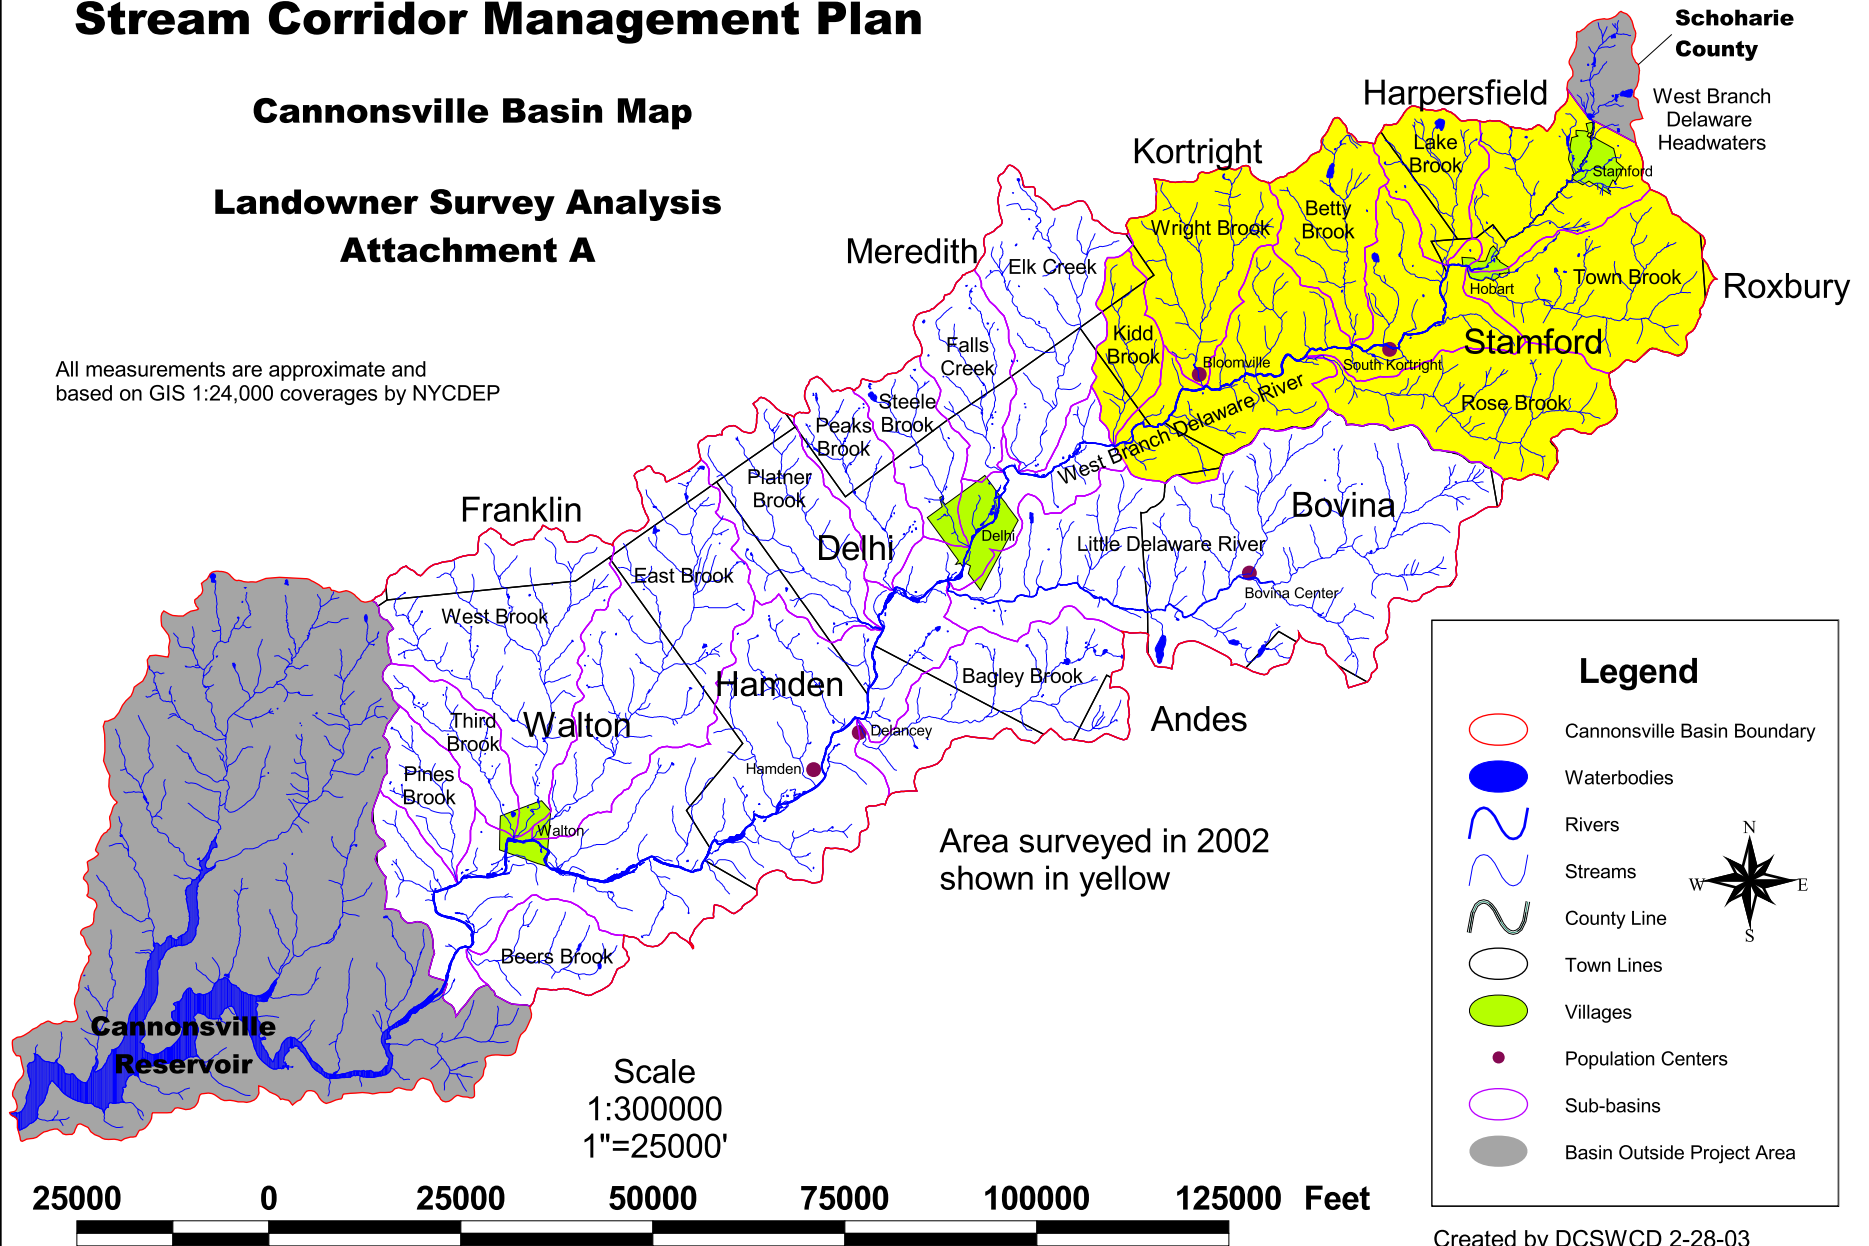 Stream Corridor Management Plan
Cannonsville Basin Map
Landowner Survey Analysis
Attachment A
All measurements are approximate and
based on GIS 1:24,000 coverages by NYCDEP
Schoharie
County
West Branch
Delaware
Headwaters
Harpersfield
Kortright
Meredith
Roxbury
Stamford
Franklin
Delhi
Bovina
Hamden
Walton
Andes
Lake
Brook
Stamford
Betty
Brook
Wright Brook
Elk Creek
Town Brook
Hobart
Kidd
Brook
Bloomville
South Kortright
Falls
Creek
Rose Brook
West Branch Delaware River
Steele
Brook
Peaks
Brook
Platner
Brook
Delhi
Little Delaware River
Bovina Center
East Brook
West Brook
Bagley Brook
Third
Brook
Delancey
Hamden
Pines
Brook
Walton
Beers Brook
Cannonsville
Reservoir
Area surveyed in 2002
shown in yellow
Scale
1:300000
1"=25000'
25000 0 25000 50000 75000 100000 125000 Feet
Legend
Cannonsville Basin Boundary
Waterbodies
Rivers
Streams
County Line
Town Lines
Villages
Population Centers
Sub-basins
Basin Outside Project Area
N
W E
S
Created by DCSWCD 2-28-03